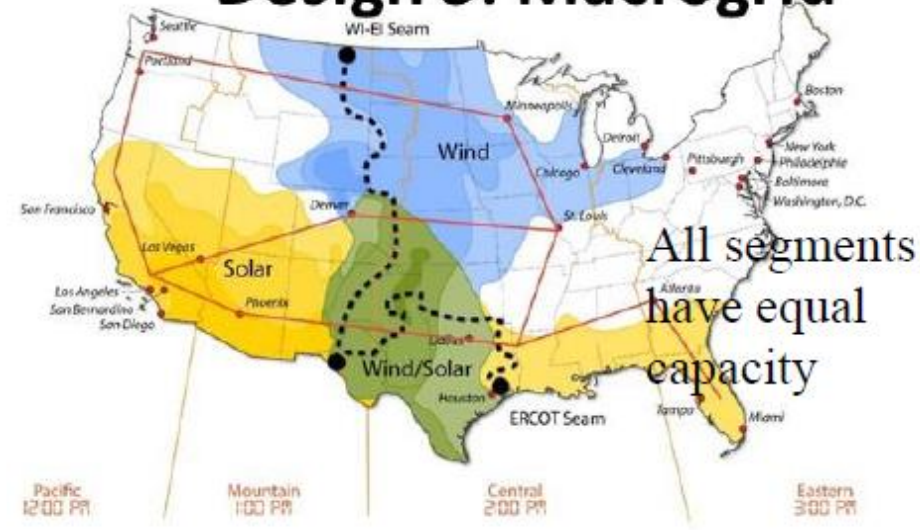 Design of Macrogrid
WI-EI Seam
Seattle
Portland
Minneapolis
Boston
Detroit
New York
Wind
Chicago
Cleveland
Pittsburgh
Philadelphia
Baltimore
Washington, D.C.
Denver
St. Louis
San Francisco
Las Vegas
Solar
All segments
have equal
capacity
Los Angeles
San Bernardino
San Diego
Phoenix
Atlanta
Dallas
Wind/Solar
Houston
ERCOT Seam
Tampa
Miami
Pacific
12:00 PM
Mountain
1:00 PM
Central
2:00 PM
Eastern
3:00 PM